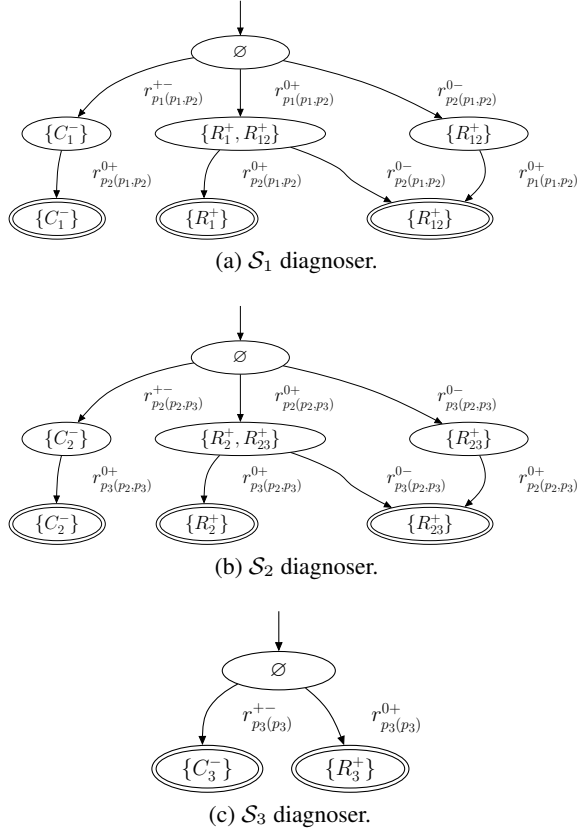 ∅
r^{+-}_{p_1(p_1,p_2)} r^{0+}_{p_1(p_1,p_2)} r^{0-}_{p_2(p_1,p_2)}
{C_1^-} {R_1^+, R_{12}^+} {R_{12}^+}
r^{0+}_{p_2(p_1,p_2)} r^{0+}_{p_2(p_1,p_2)} r^{0-}_{p_2(p_1,p_2)} r^{0+}_{p_1(p_1,p_2)}
{C_1^-} {R_1^+} {R_{12}^+}
(a) S_1 diagnoser.
∅
r^{+-}_{p_2(p_2,p_3)} r^{0+}_{p_2(p_2,p_3)} r^{0-}_{p_3(p_2,p_3)}
{C_2^-} {R_2^+, R_{23}^+} {R_{23}^+}
r^{0+}_{p_3(p_2,p_3)} r^{0+}_{p_3(p_2,p_3)} r^{0-}_{p_3(p_2,p_3)} r^{0+}_{p_2(p_2,p_3)}
{C_2^-} {R_2^+} {R_{23}^+}
(b) S_2 diagnoser.
∅
r^{+-}_{p_3(p_3)} r^{0+}_{p_3(p_3)}
{C_3^-} {R_3^+}
(c) S_3 diagnoser.